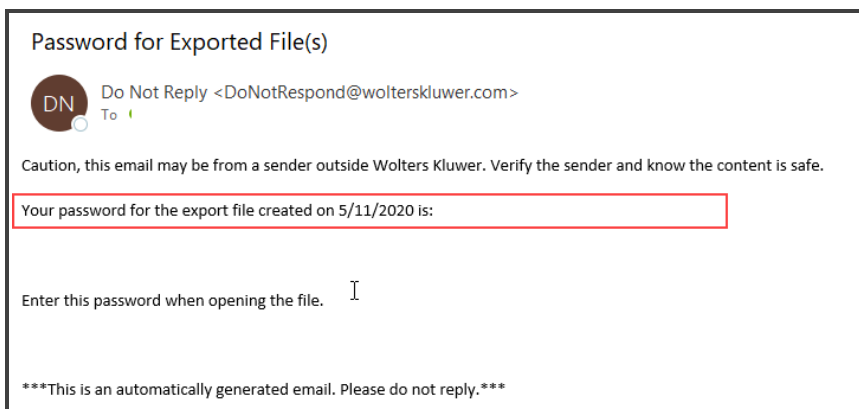 Password for Exported File(s)
DN
Do Not Reply <DoNotRespond@wolterskluwer.com>
To
Caution, this email may be from a sender outside Wolters Kluwer. Verify the sender and know the content is safe.
Your password for the export file created on 5/11/2020 is:
Enter this password when opening the file.
***This is an automatically generated email. Please do not reply.***